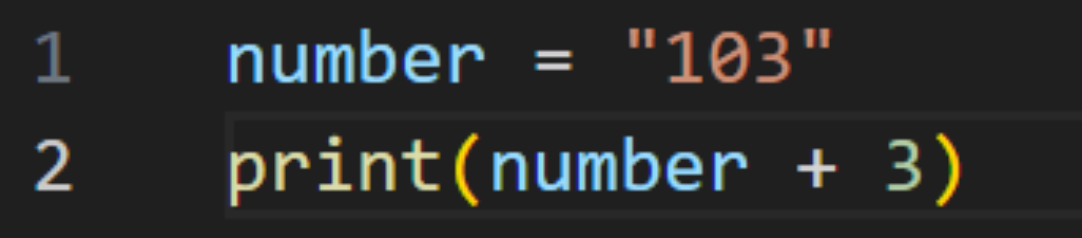 1 number = "103"
2 print(number + 3)